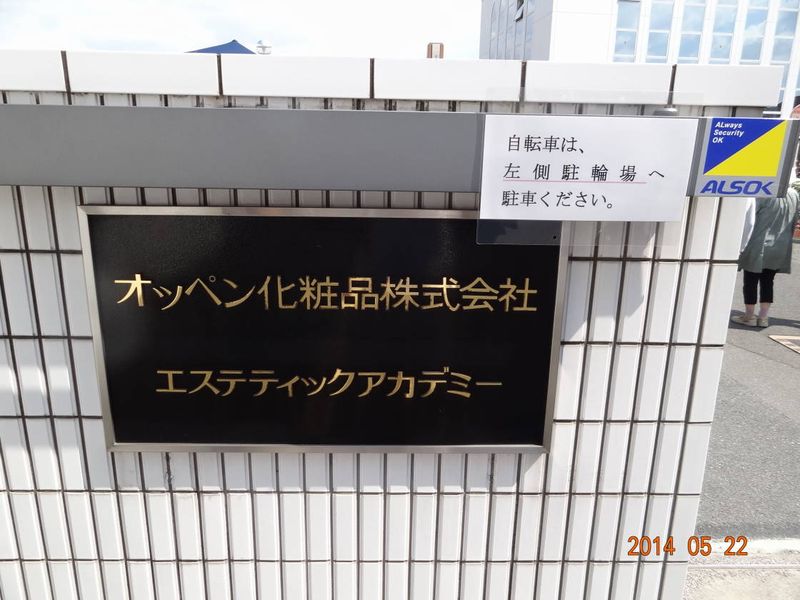 自転車は、
左側駐輪場へ
駐車ください。
ALways
Security
OK
ALSOK
オッペン化粧品株式会社
エステティックアカデミー
2014 05 22